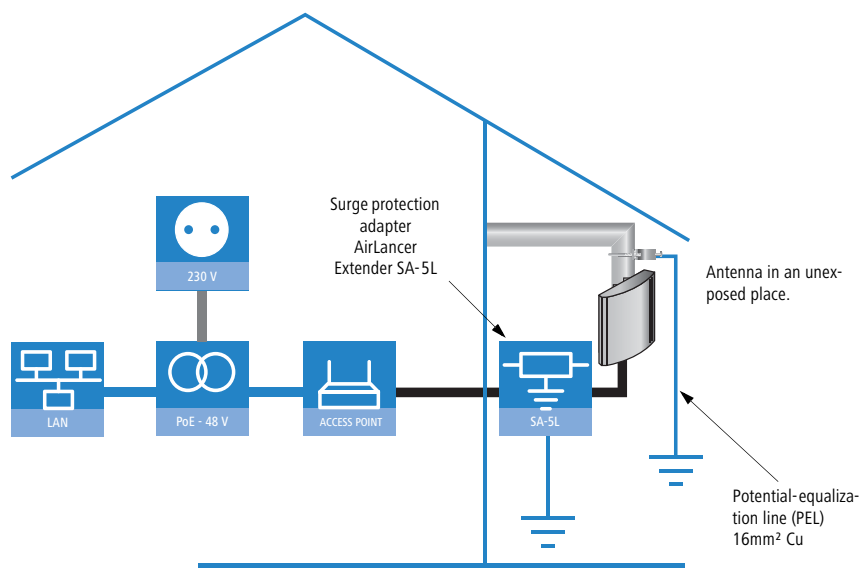 Surge protection
adapter
AirLancer
Extender SA-5L
230 V
Antenna in an unex-
posed place.
LAN
PoE - 48 V
ACCESS POINT
SA-5L
Potential-equaliza-
tion line (PEL)
16mm² Cu